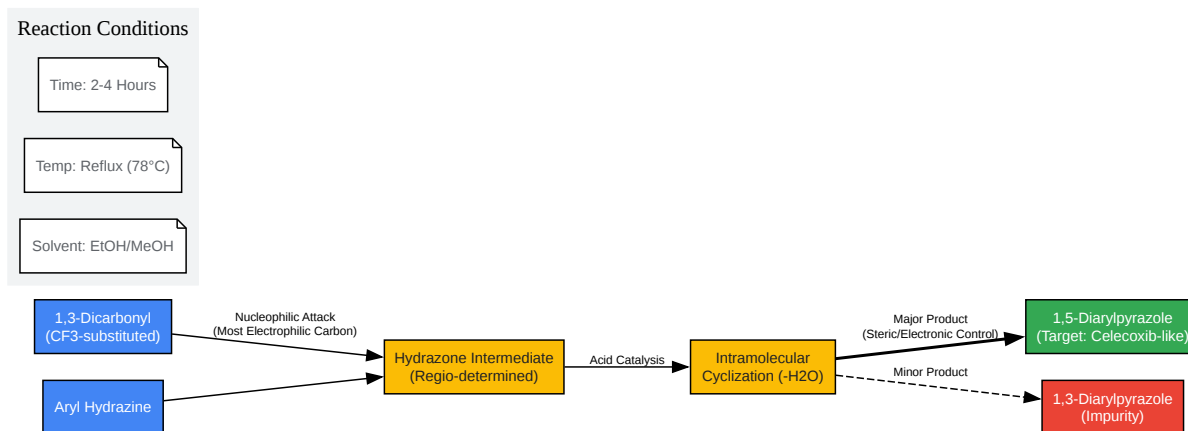 Reaction Conditions
Time: 2-4 Hours
Temp: Reflux (78°C)
Solvent: EtOH/MeOH
1,3-Dicarbonyl
(CF3-substituted)
Aryl Hydrazine
Nucleophilic Attack
(Most Electrophilic Carbon)
Hydrazone Intermediate
(Regio-determined)
Acid Catalysis
Intramolecular
Cyclization (-H2O)
Major Product
(Steric/Electronic Control)
Minor Product
1,5-Diarylpyrazole
(Target: Celecoxib-like)
1,3-Diarylpyrazole
(Impurity)